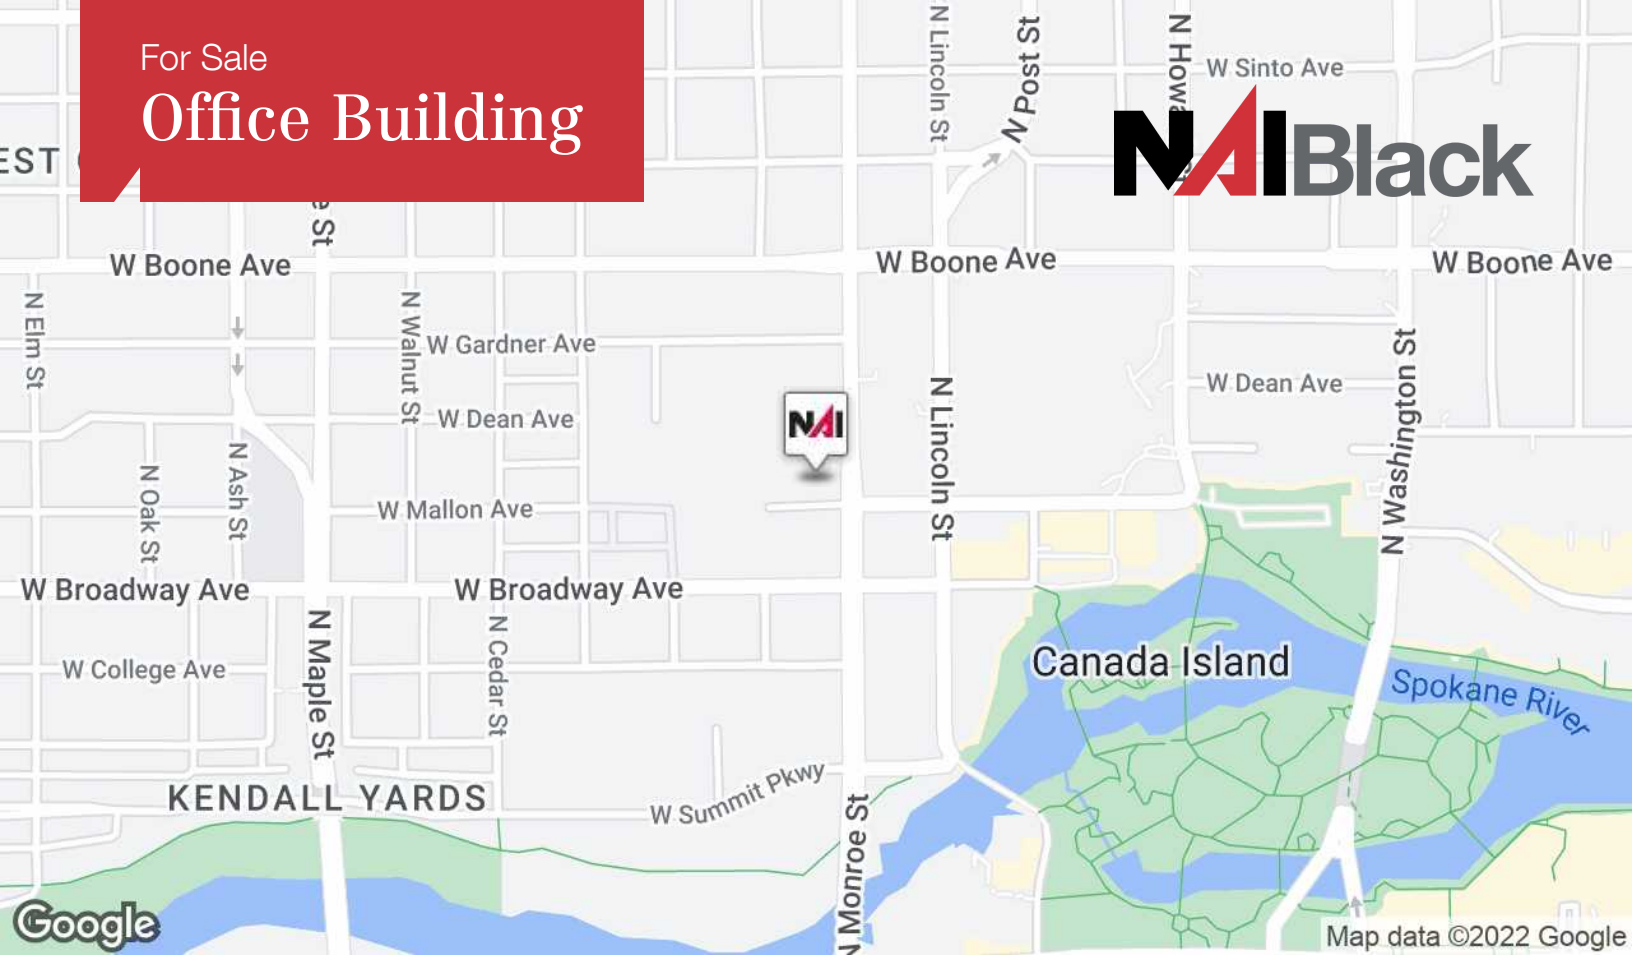 For Sale
Office Building
NAIBlack
N Lincoln St
N Post St
W Sinto Ave
EST
W Boone Ave
W Boone Ave
W Boone Ave
N Elm St
N Walnut St
W Gardner Ave
W Dean Ave
W Dean Ave
NAI
N Lincoln St
N Washington St
N Oak St
N Ash St
W Mallon Ave
W Broadway Ave
W Broadway Ave
N Maple St
N Cedar St
W College Ave
Canada Island
Spokane River
KENDALL YARDS
W Summit Pkwy
N Monroe St
Google
Map data ©2022 Google